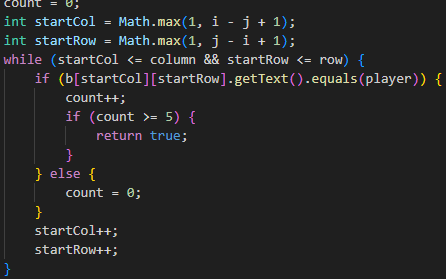 count = 0;
int startCol = Math.max(1, i - j + 1);
int startRow = Math.max(1, j - i + 1);
while (startCol <= column && startRow <= row) {
    if (b[startCol][startRow].getText().equals(player)) {
        count++;
        if (count >= 5) {
            return true;
        }
    } else {
        count = 0;
    }
    startCol++;
    startRow++;
}